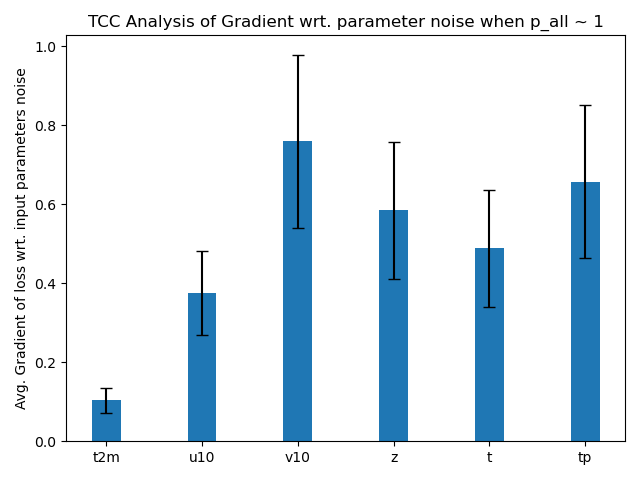 TCC Analysis of Gradient wrt. parameter noise when p_all ~ 1
Avg. Gradient of loss wrt. input parameters noise
1.0
0.8
0.6
0.4
0.2
0.0
t2m u10 v10 z t tp